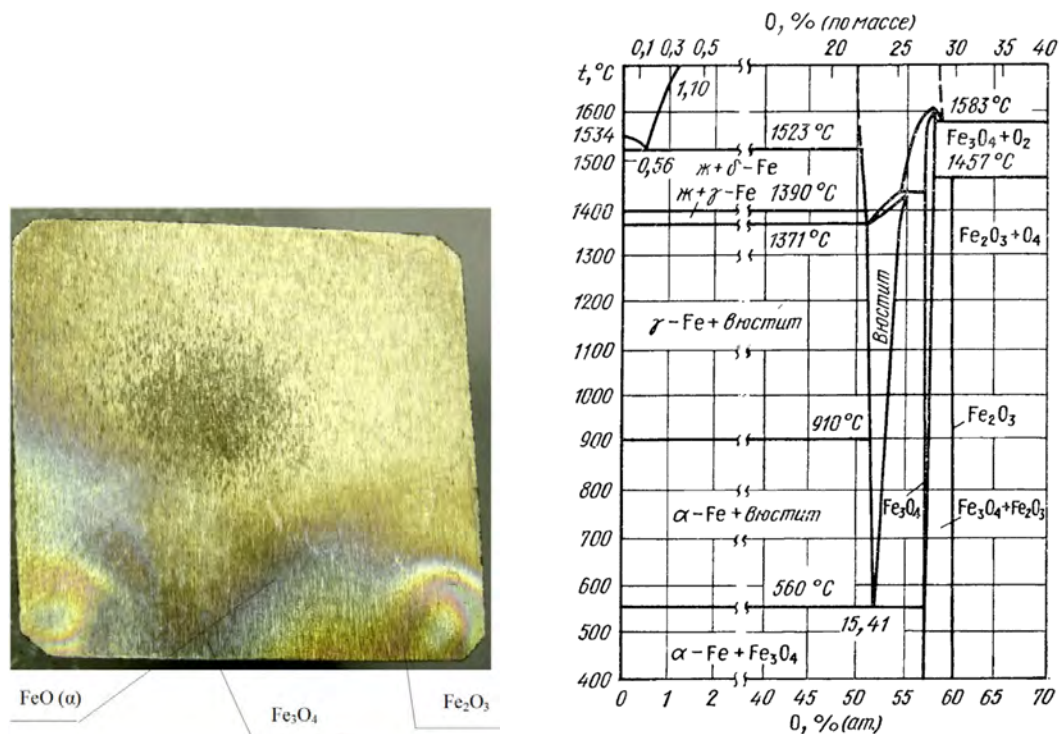 FeO (α)
Fe₃O₄
Fe₂O₃
O, % (по массе)
0,1 0,3 0,5 20 25 30 40
t, °C
1600
1534
1500
1400
1300
1200
1100
1000
900
800
700
600
500
400
1,10
0,56
1523 °C
ж + δ-Fe
ж + γ-Fe 1390 °C
1371 °C
1583 °C
Fe₃O₄ + O₂
1457 °C
Fe₂O₃ + O₄
γ-Fe + Вюстит
Вюстит
910 °C
Fe₂O₃
α-Fe + Вюстит
Fe₃O₄
Fe₃O₄ + Fe₂O₃
560 °C
15,41
α-Fe + Fe₃O₄
0 1 2 40 50 55 60 65 70
O, % (ат.)